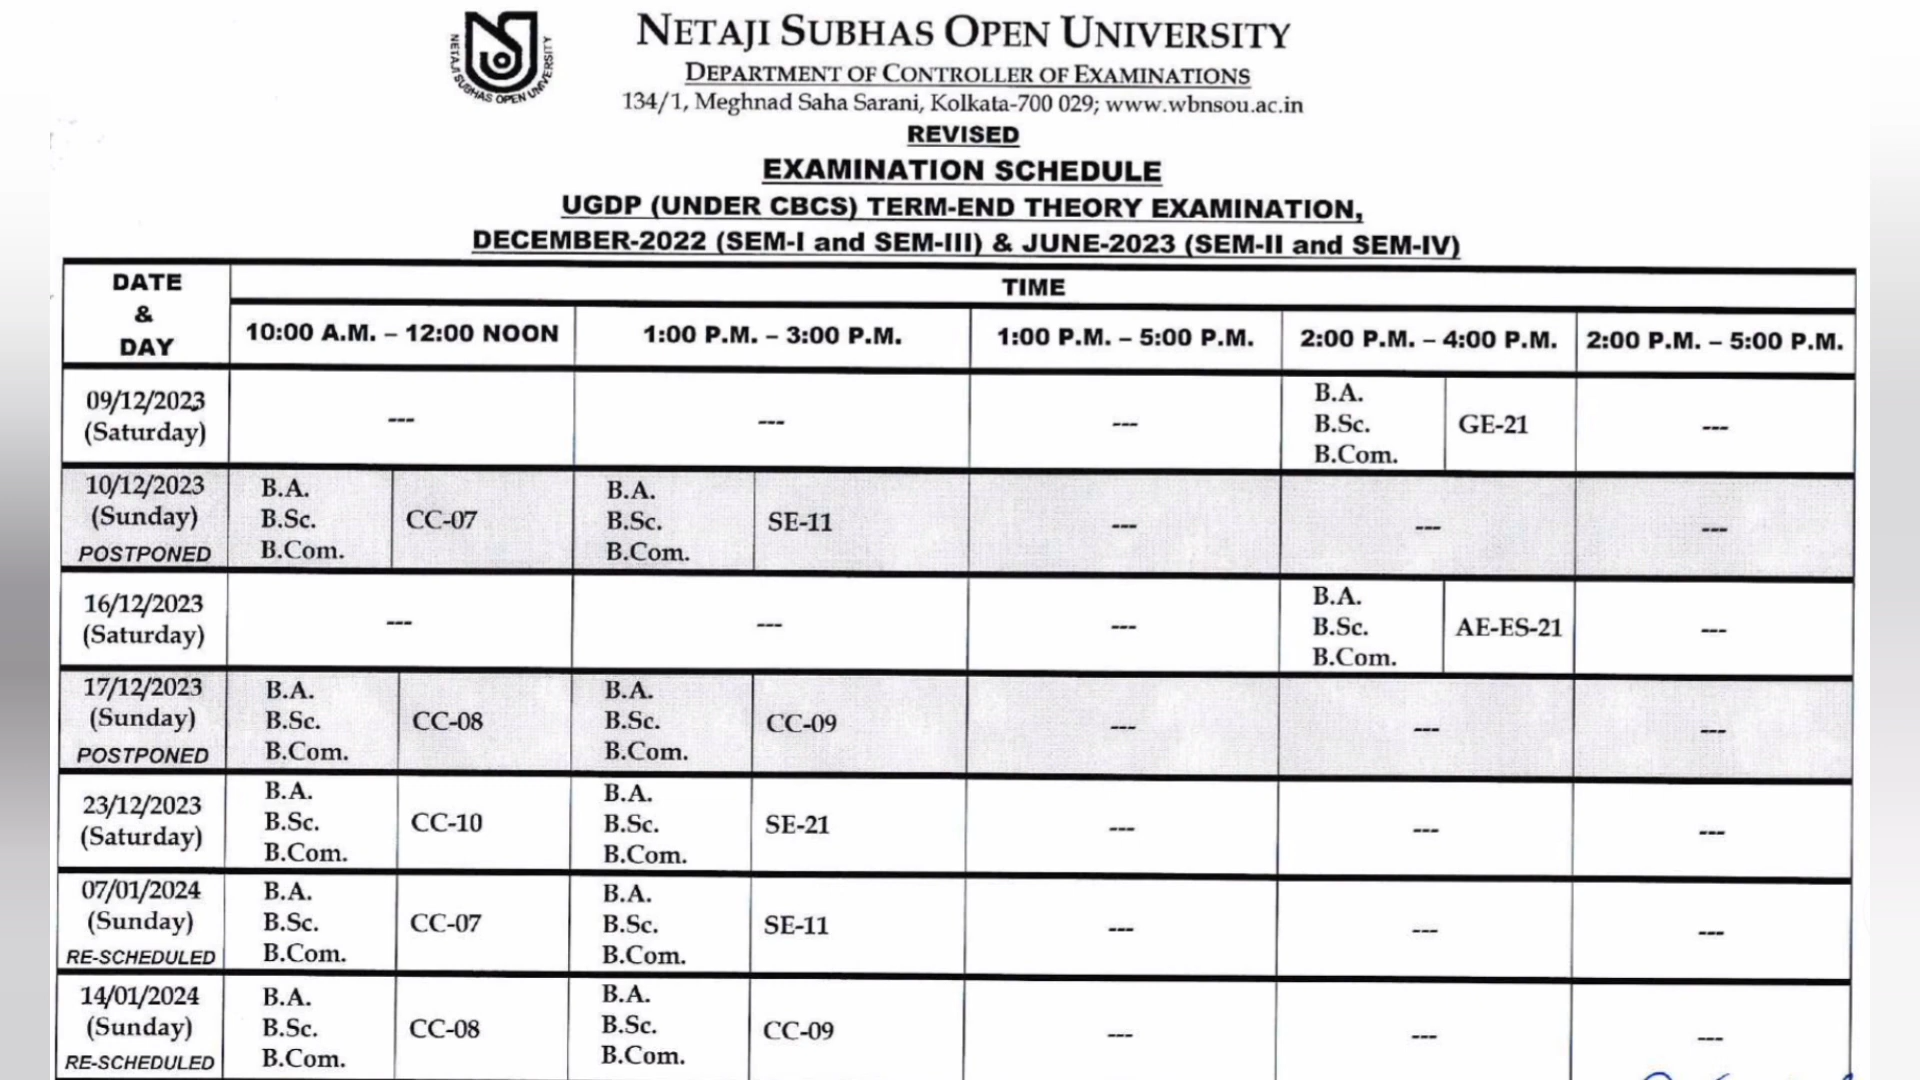 NETAJI SUBHAS OPEN UNIVERSITY
NETAJI SUBHAS OPEN UNIVERSITY
DEPARTMENT OF CONTROLLER OF EXAMINATIONS
134/1, Meghnad Saha Sarani, Kolkata-700 029; www.wbnsou.ac.in
REVISED
EXAMINATION SCHEDULE
UGDP (UNDER CBCS) TERM-END THEORY EXAMINATION,
DECEMBER-2022 (SEM-I and SEM-III) & JUNE-2023 (SEM-II and SEM-IV)
DATE
&
DAY
TIME
10:00 A.M. – 12:00 NOON
1:00 P.M. – 3:00 P.M.
1:00 P.M. – 5:00 P.M.
2:00 P.M. – 4:00 P.M.
2:00 P.M. – 5:00 P.M.
09/12/2023
(Saturday)
---
---
---
B.A.
B.Sc.
B.Com.
GE-21
---
10/12/2023
(Sunday)
POSTPONED
B.A.
B.Sc.
B.Com.
CC-07
B.A.
B.Sc.
B.Com.
SE-11
---
---
---
16/12/2023
(Saturday)
---
---
---
B.A.
B.Sc.
B.Com.
AE-ES-21
---
17/12/2023
(Sunday)
POSTPONED
B.A.
B.Sc.
B.Com.
CC-08
B.A.
B.Sc.
B.Com.
CC-09
---
---
---
23/12/2023
(Saturday)
B.A.
B.Sc.
B.Com.
CC-10
B.A.
B.Sc.
B.Com.
SE-21
---
---
---
07/01/2024
(Sunday)
RE-SCHEDULED
B.A.
B.Sc.
B.Com.
CC-07
B.A.
B.Sc.
B.Com.
SE-11
---
---
---
14/01/2024
(Sunday)
RE-SCHEDULED
B.A.
B.Sc.
B.Com.
CC-08
B.A.
B.Sc.
B.Com.
CC-09
---
---
---